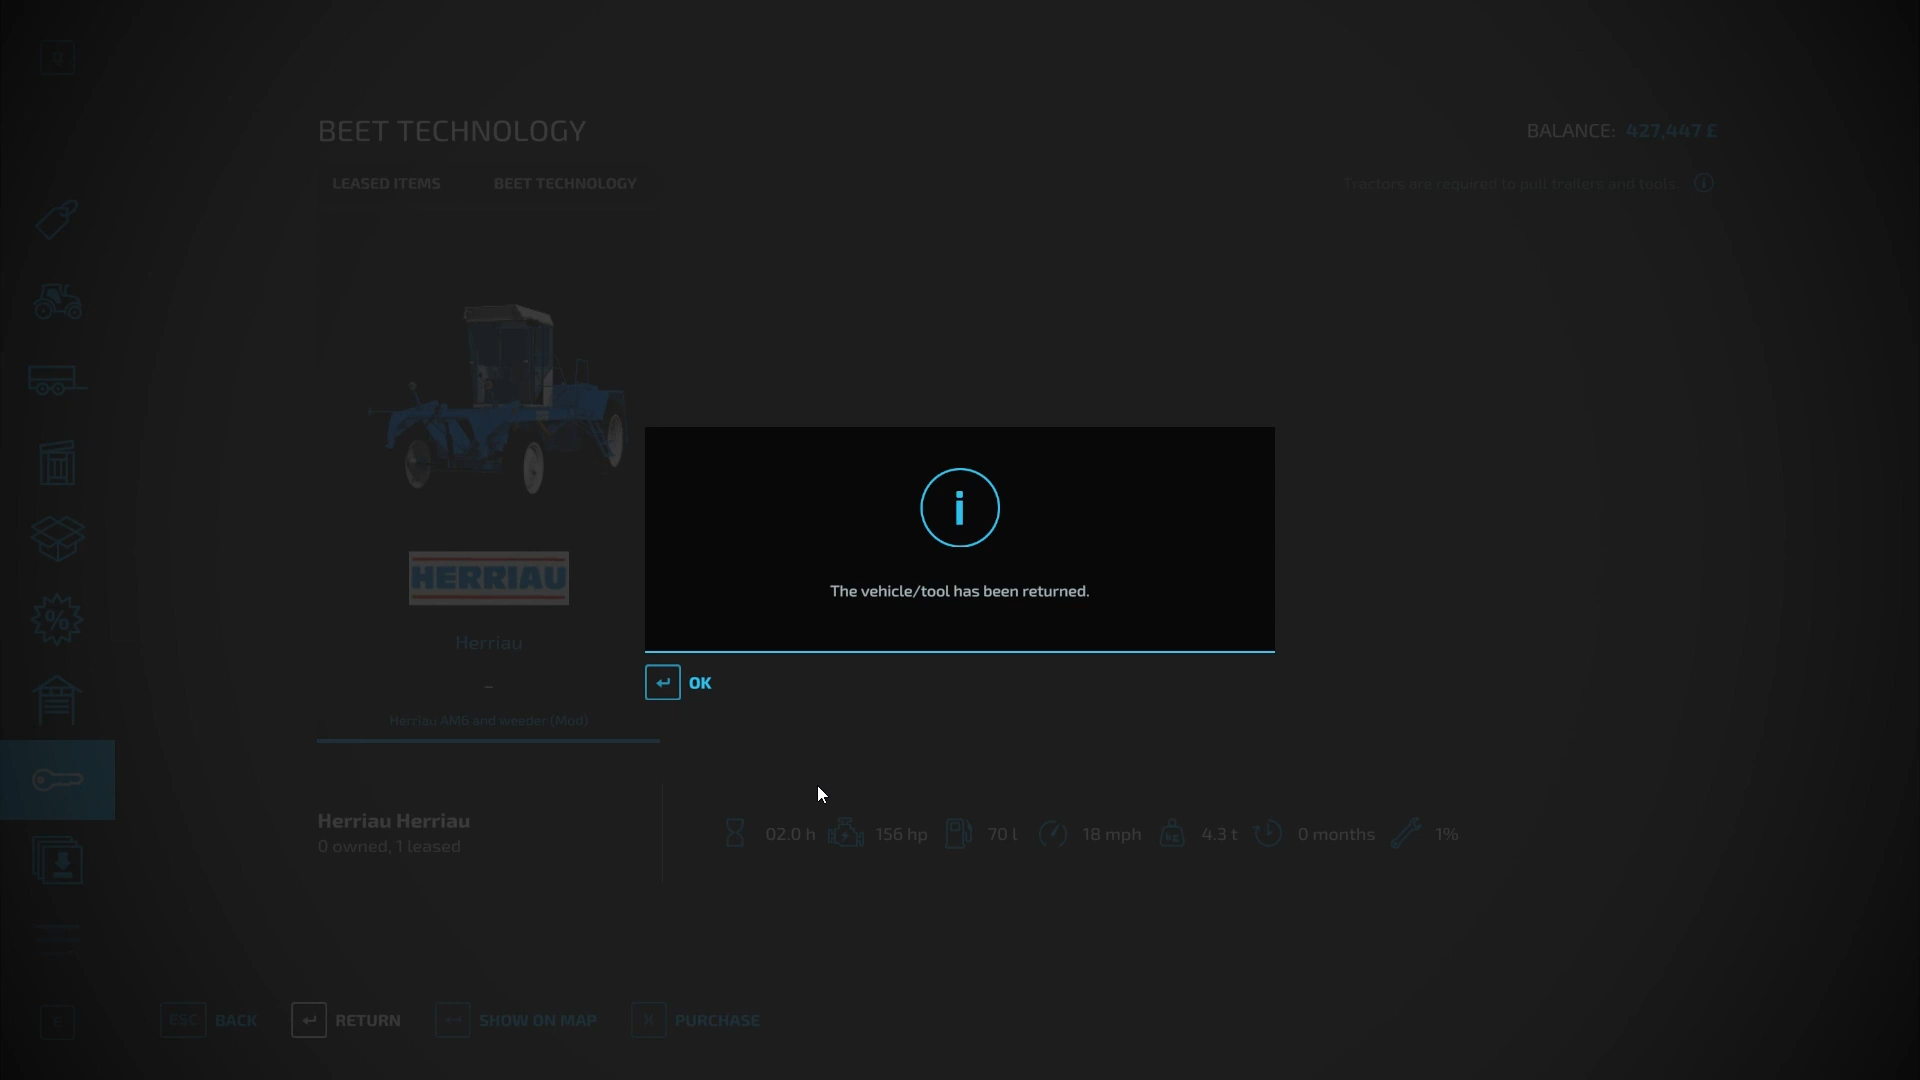 Q
BEET TECHNOLOGY
BALANCE: 427,447 £
LEASED ITEMS BEET TECHNOLOGY
Tractors are required to pull trailers and tools.
HERRIAU
Herriau
–
Herriau AM6 and weeder (Mod)
The vehicle/tool has been returned.
OK
Herriau Herriau
0 owned, 1 leased
02.0 h 156 hp 70 l 18 mph 4.3 t 0 months 1%
E
ESC BACK RETURN SHOW ON MAP X PURCHASE